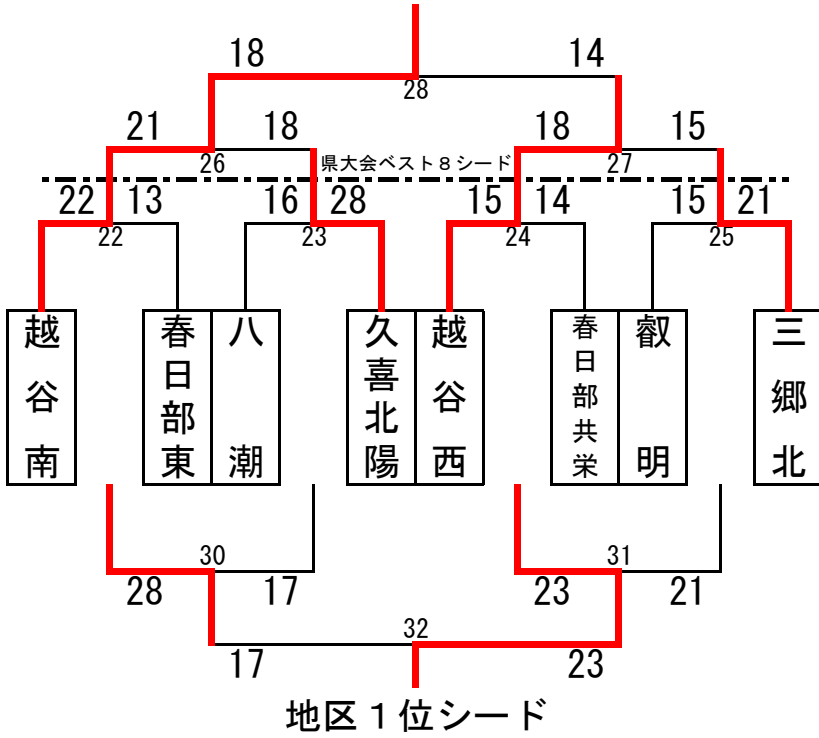 18 14
28
21 18 18 15
26 県大会ベスト８シード 27
22 13 16 28 15 14 15 21
22 23 24 25
越谷南
春日部東
八潮
久喜北陽
越谷西
春日部共栄
叡明
三郷北
30 31
28 17 23 21
32
17 23
地区１位シード